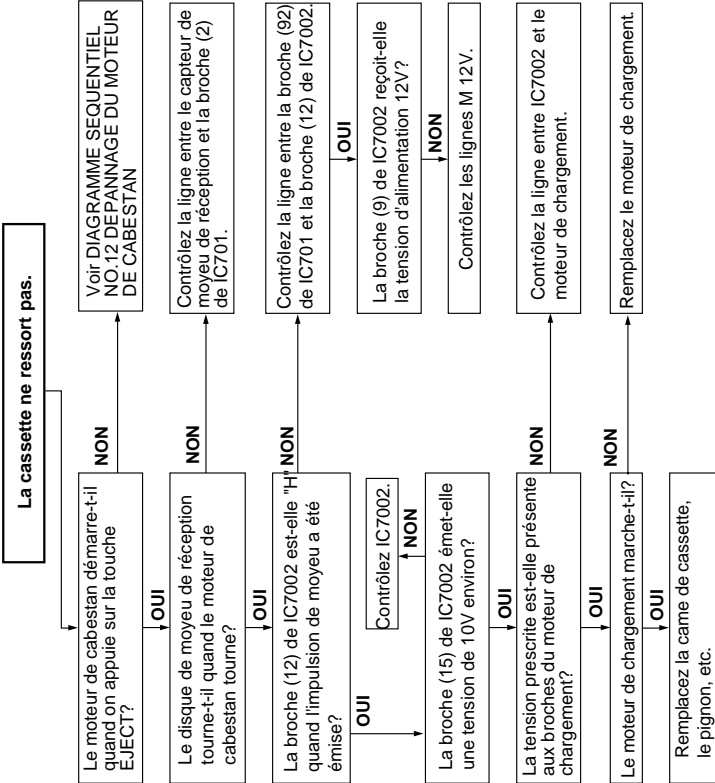 La cassette ne ressort pas.
Le moteur de cabestan démarre-t-il
quand on appuie sur la touche
EJECT?
NON
Voir DIAGRAMME SEQUENTIEL
NO.12 DEPANNAGE DU MOTEUR
DE CABESTAN
OUI
Le disque de moyeu de réception
tourne-t-il quand le moteur de
cabestan tourne?
NON
Contrôlez la ligne entre le capteur de
moyeu de réception et la broche (2)
de IC701.
OUI
La broche (12) de IC7002 est-elle "H"
quand l'impulsion de moyeu a été
émise?
NON
Contrôlez la ligne entre la broche (92)
de IC701 et la broche (12) de IC7002.
OUI
La broche (9) de IC7002 reçoit-elle
la tension d'alimentation 12V?
NON
Contrôlez les lignes M 12V.
OUI
Contrôlez IC7002.
NON
La broche (15) de IC7002 émet-elle
une tension de 10V environ?
OUI
La tension prescrite est-elle présente
aux broches du moteur de
chargement?
NON
Contrôlez la ligne entre IC7002 et le
moteur de chargement.
OUI
Le moteur de chargement marche-t-il?
NON
Remplacez le moteur de chargement.
OUI
Remplacez la came de cassette,
le pignon, etc.